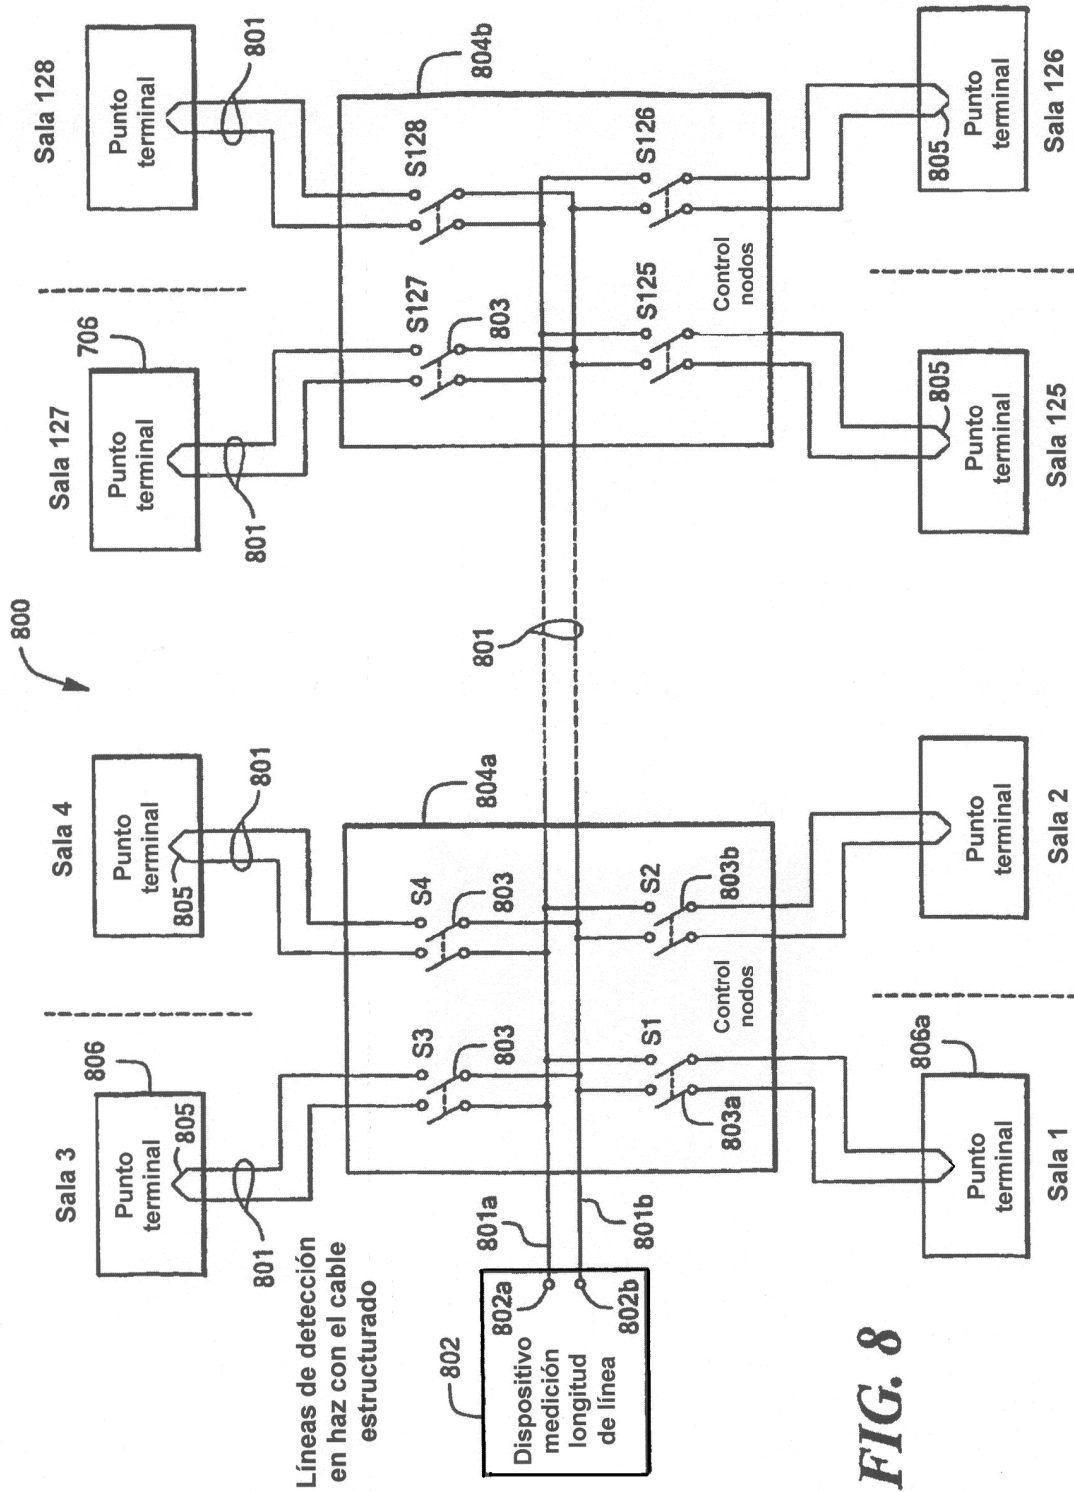 800
Sala 3
806
Punto
terminal
805
801
Sala 4
Punto
terminal
805
801
Sala 127
706
Punto
terminal
801
Sala 128
Punto
terminal
801
Líneas de detección
en haz con el cable
estructurado
804a
S3
803
S4
803
804b
S127
803
S128
802
Dispositivo
medición
longitud
de línea
802a
802b
801a
801b
801
S1
803a
S2
803b
Control
nodos
S125
S126
Control
nodos
806a
Punto
terminal
Sala 1
Punto
terminal
Sala 2
805
Punto
terminal
Sala 125
805
Punto
terminal
Sala 126
FIG. 8